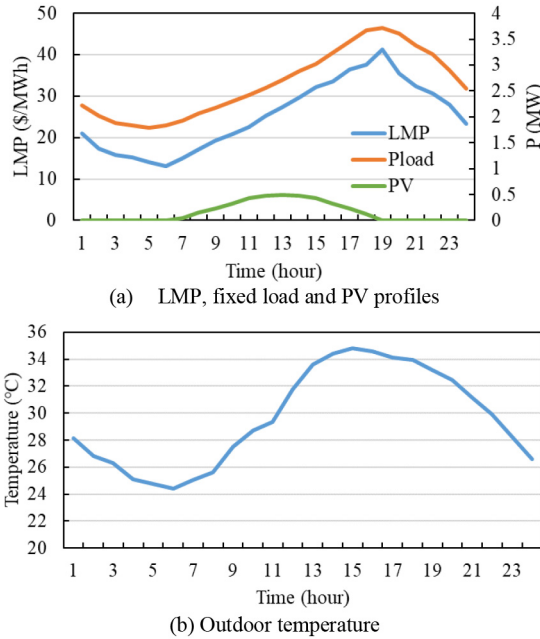 50
40
30
20
10
0
LMP ($/MWh)
4
3.5
3
2.5
2
1.5
1
0.5
0
P (MW)
LMP
Pload
PV
1 3 5 7 9 11 13 15 17 19 21 23
Time (hour)
(a) LMP, fixed load and PV profiles
36
34
32
30
28
26
24
22
20
Temperature (°C)
1 3 5 7 9 11 13 15 17 19 21 23
Time (hour)
(b) Outdoor temperature